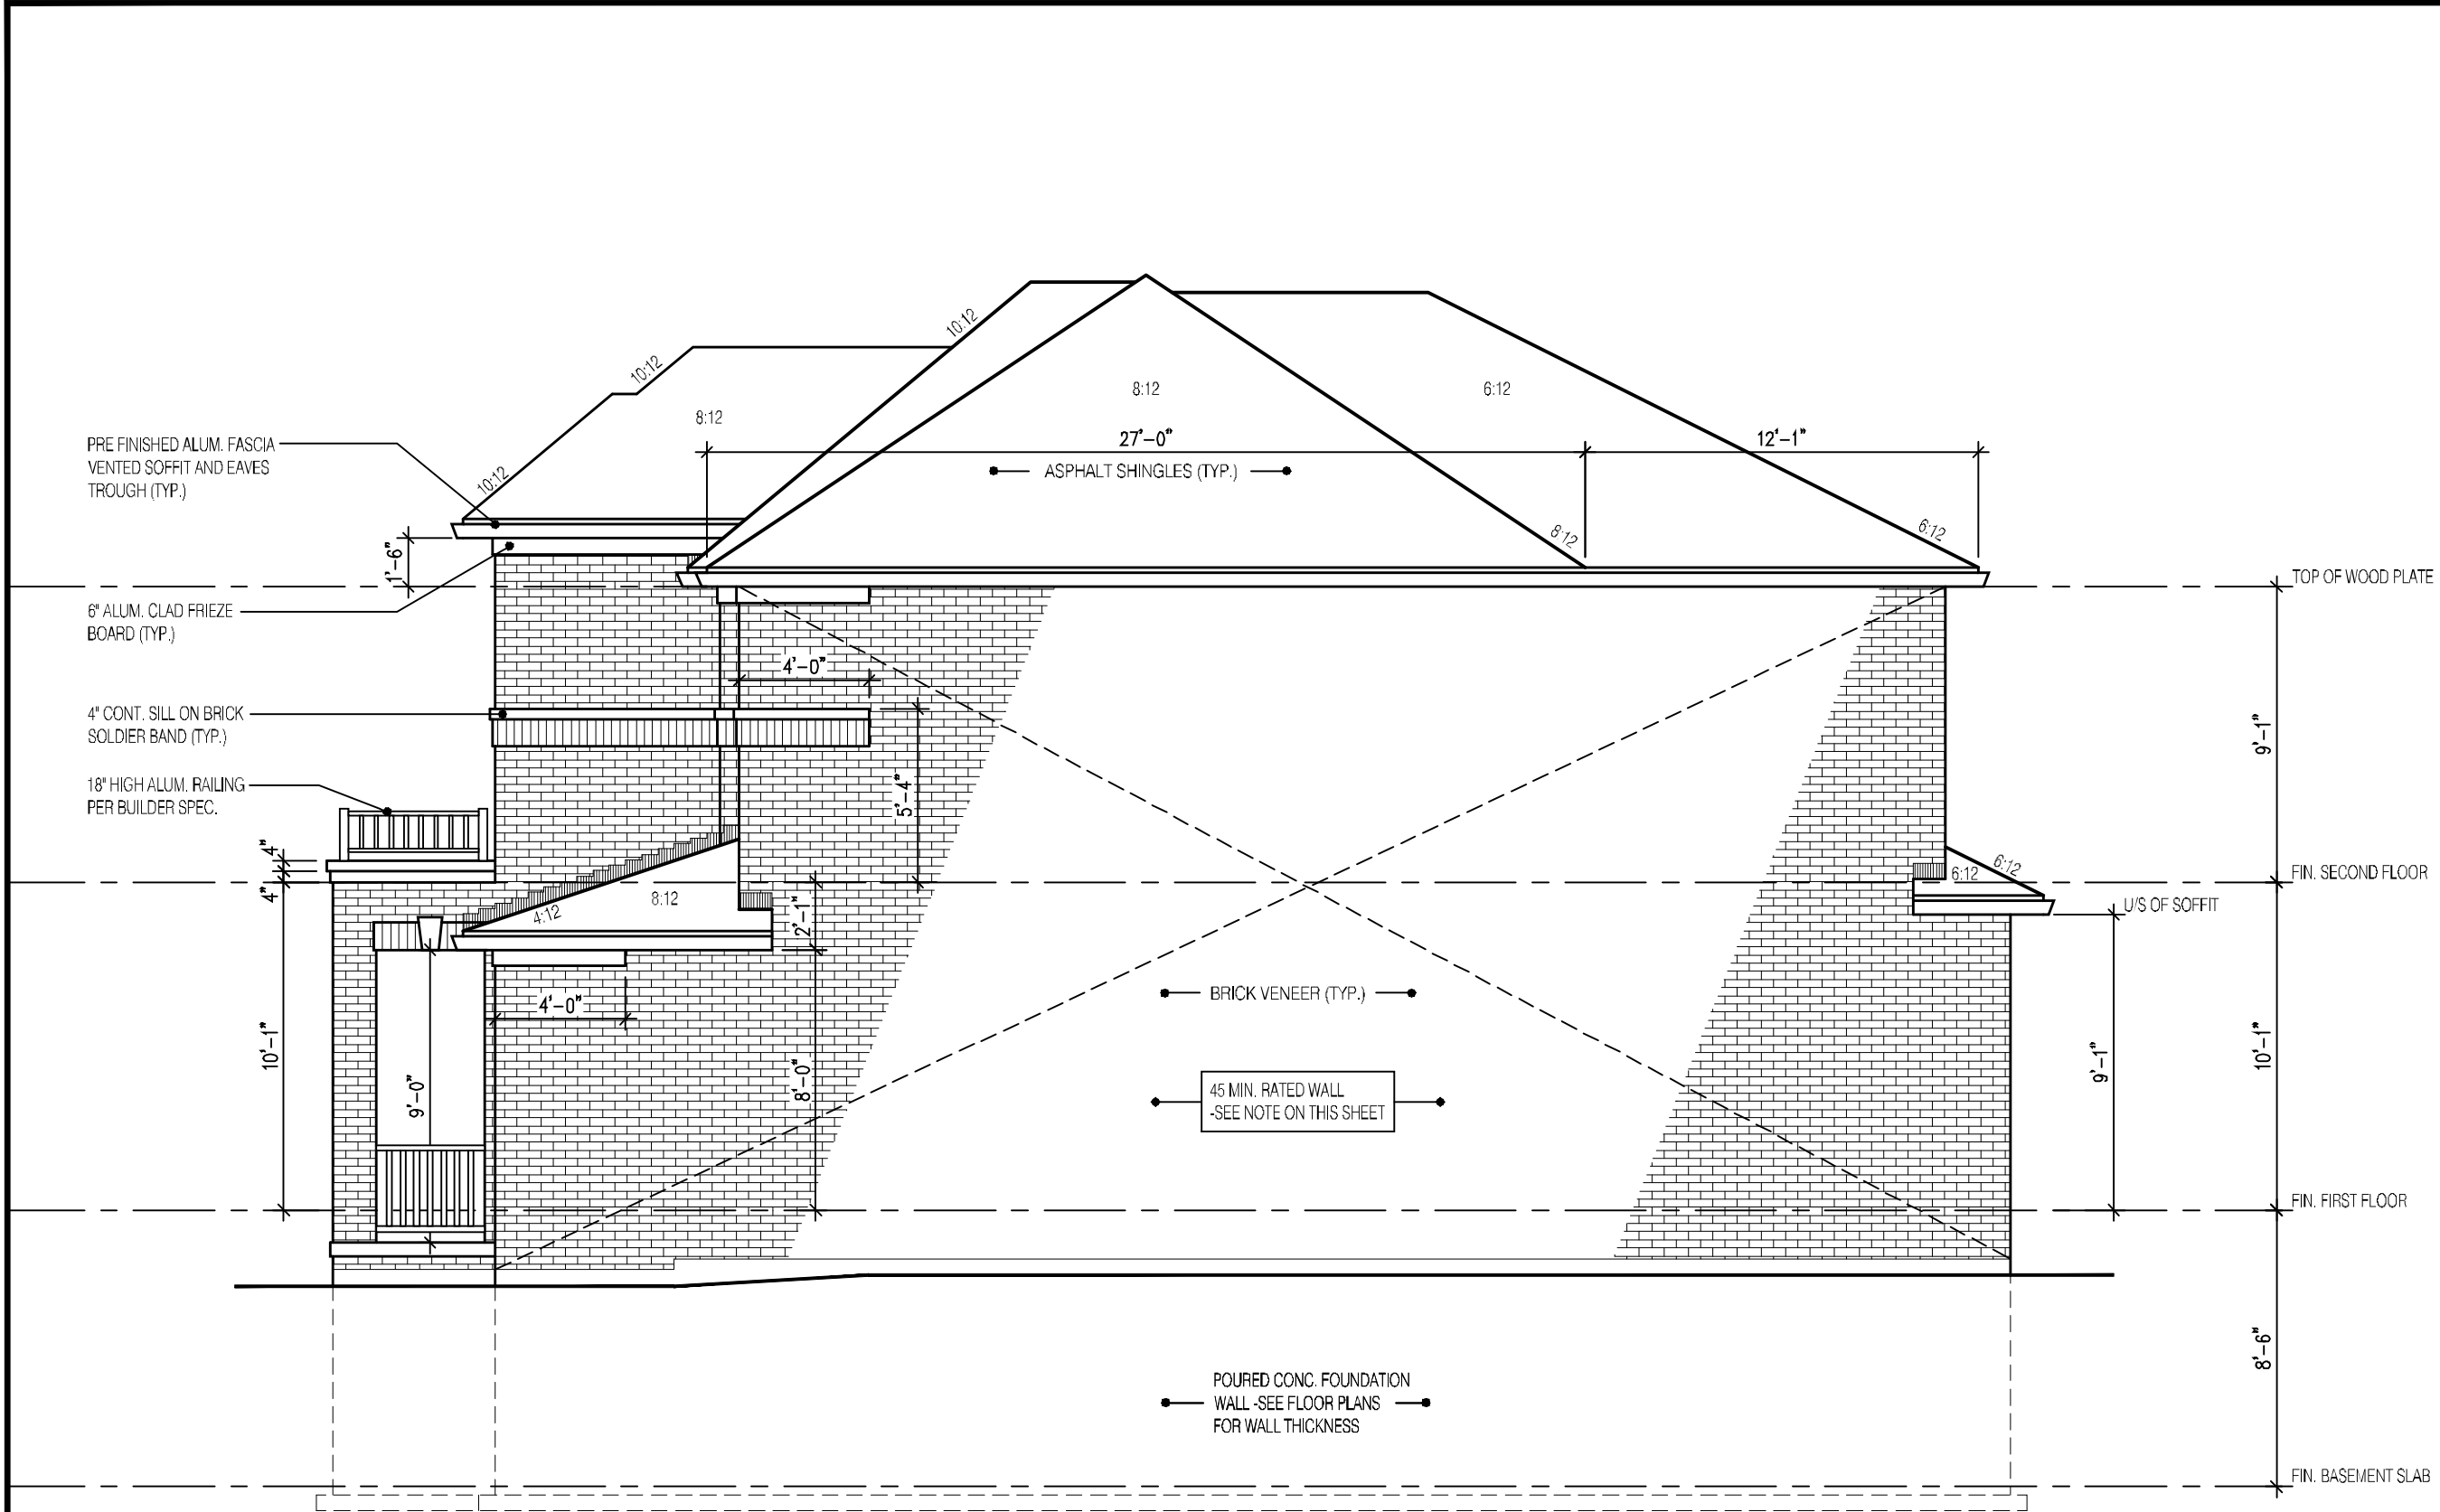 10:12
10:12
8:12
8:12
6:12
27'-0"
12'-1"
PRE FINISHED ALUM. FASCIA
VENTED SOFFIT AND EAVES
TROUGH (TYP.)
ASPHALT SHINGLES (TYP.)
10:12
8:12
6:12
1'-6"
TOP OF WOOD PLATE
6" ALUM. CLAD FRIEZE
BOARD (TYP.)
4'-0"
4" CONT. SILL ON BRICK
SOLDIER BAND (TYP.)
9'-1"
18" HIGH ALUM. RAILING
PER BUILDER SPEC.
5'-4"
4"
4"
6:12
6:12
FIN. SECOND FLOOR
8:12
4:12
2'-1"
U/S OF SOFFIT
4'-0"
BRICK VENEER (TYP.)
10'-1"
9'-0"
8'-0"
45 MIN. RATED WALL
-SEE NOTE ON THIS SHEET
9'-1"
10'-1"
FIN. FIRST FLOOR
8'-6"
POURED CONC. FOUNDATION
WALL -SEE FLOOR PLANS
FOR WALL THICKNESS
FIN. BASEMENT SLAB